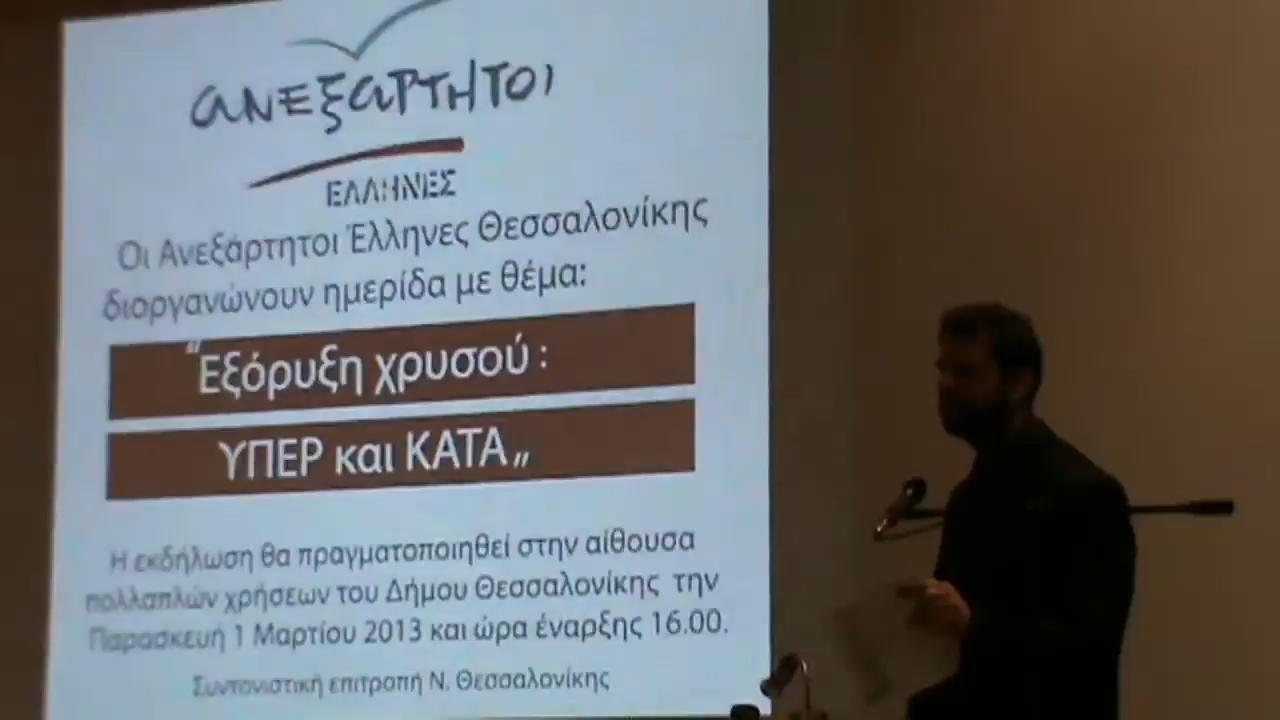 ανεξαρτητοι
ΕΛΛΗΝΕΣ
Οι Ανεξάρτητοι Έλληνες Θεσσαλονίκης
διοργανώνουν ημερίδα με θέμα:
"Εξόρυξη χρυσού :
ΥΠΕΡ και ΚΑΤΑ„
Η εκδήλωση θα πραγματοποιηθεί στην αίθουσα
πολλαπλών χρήσεων του Δήμου Θεσσαλονίκης την
Παρασκευή 1 Μαρτίου 2013 και ώρα έναρξης 16.00.
Συντονιστική επιτροπή Ν. Θεσσαλονίκης